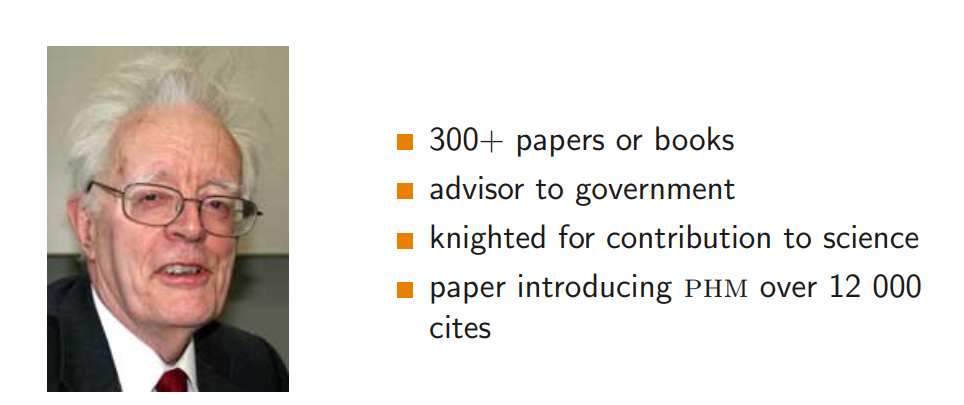 300+ papers or books
advisor to government
knighted for contribution to science
paper introducing PHM over 12 000
cites